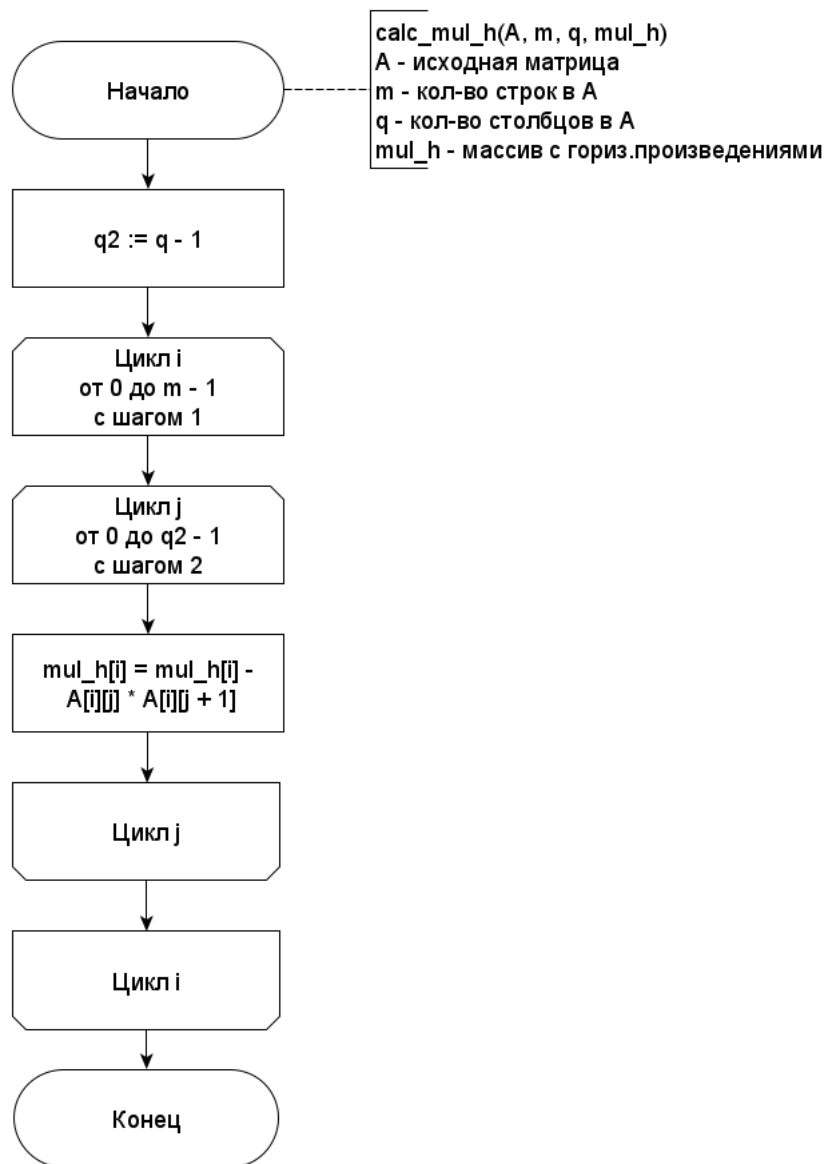 Начало
calc_mul_h(A, m, q, mul_h)
A - исходная матрица
m - кол-во строк в A
q - кол-во столбцов в A
mul_h - массив с гориз.произведениями
q2 := q - 1
Цикл i
от 0 до m - 1
с шагом 1
Цикл j
от 0 до q2 - 1
с шагом 2
mul_h[i] = mul_h[i] -
A[i][j] * A[i][j + 1]
Цикл j
Цикл i
Конец